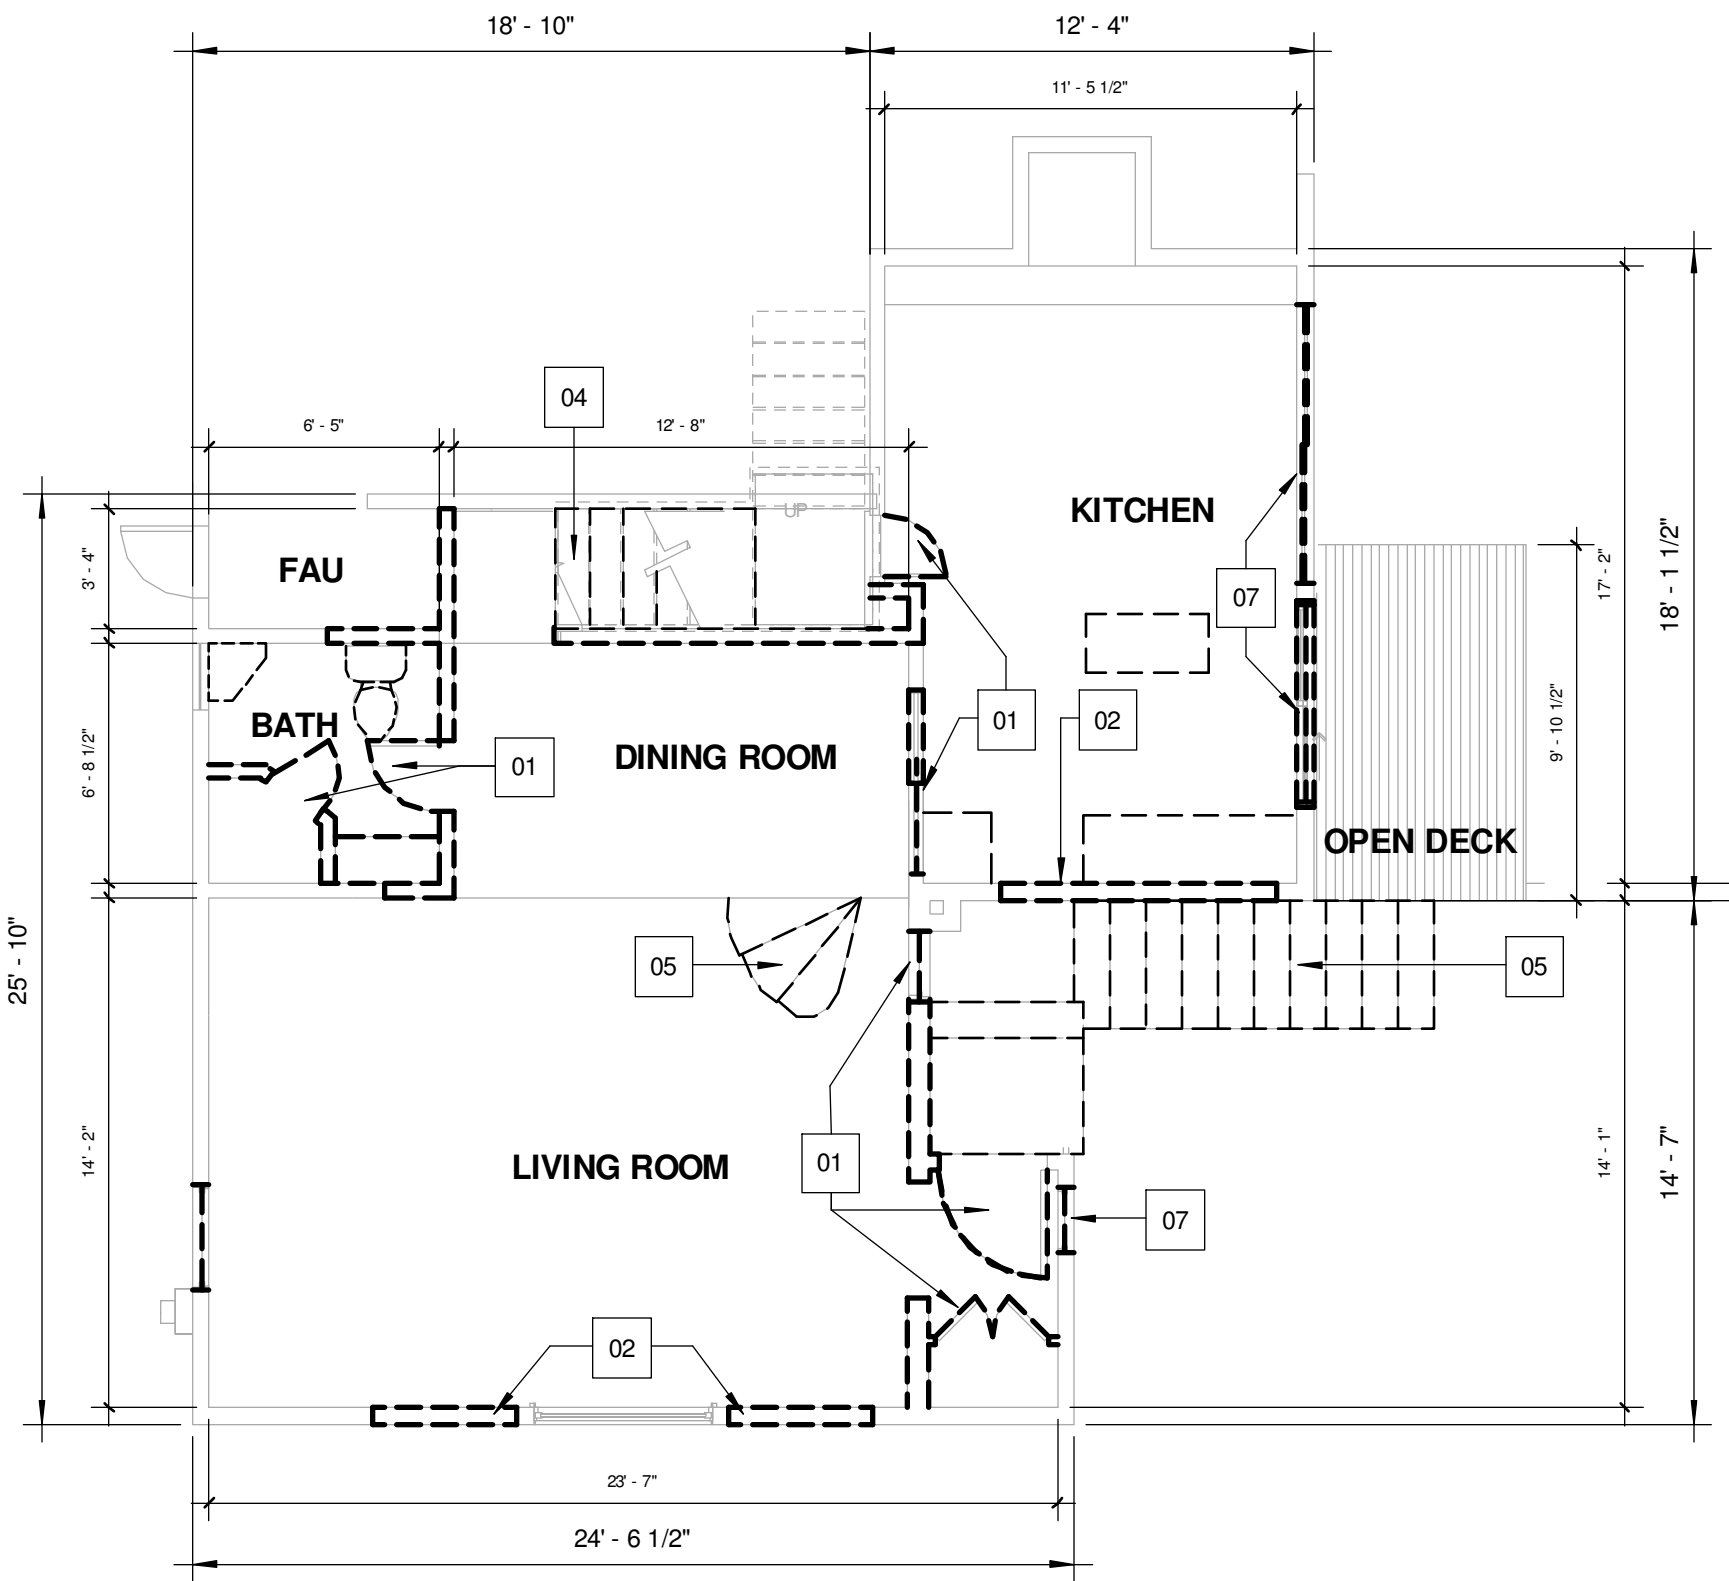 18' - 10"
12' - 4"
11' - 5 1/2"
04
6' - 5"
12' - 8"
UP
KITCHEN
FAU
3' - 4"
07
17' - 2"
18' - 1 1/2"
BATH
01
02
DINING ROOM
01
6' - 8 1/2"
9' - 10 1/2"
OPEN DECK
25' - 10"
05
05
14' - 2"
LIVING ROOM
01
07
14' - 1"
14' - 7"
02
23' - 7"
24' - 6 1/2"